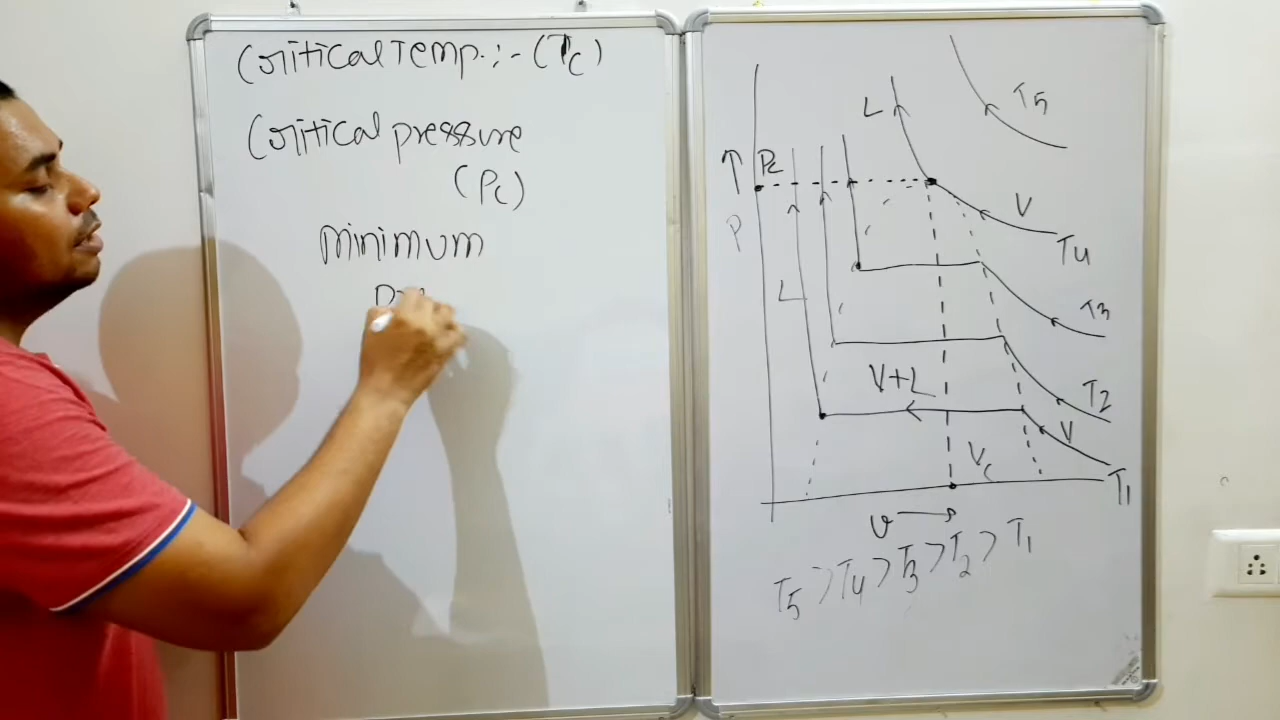 Critical Temp. :- (Tc)
Critical pressure
(Pc)
minimum
T5
L
Pc
P
V
T4
L
T3
V+L
T2
V
Vc
T1
v
T5 > T4 > T3 > T2 > T1